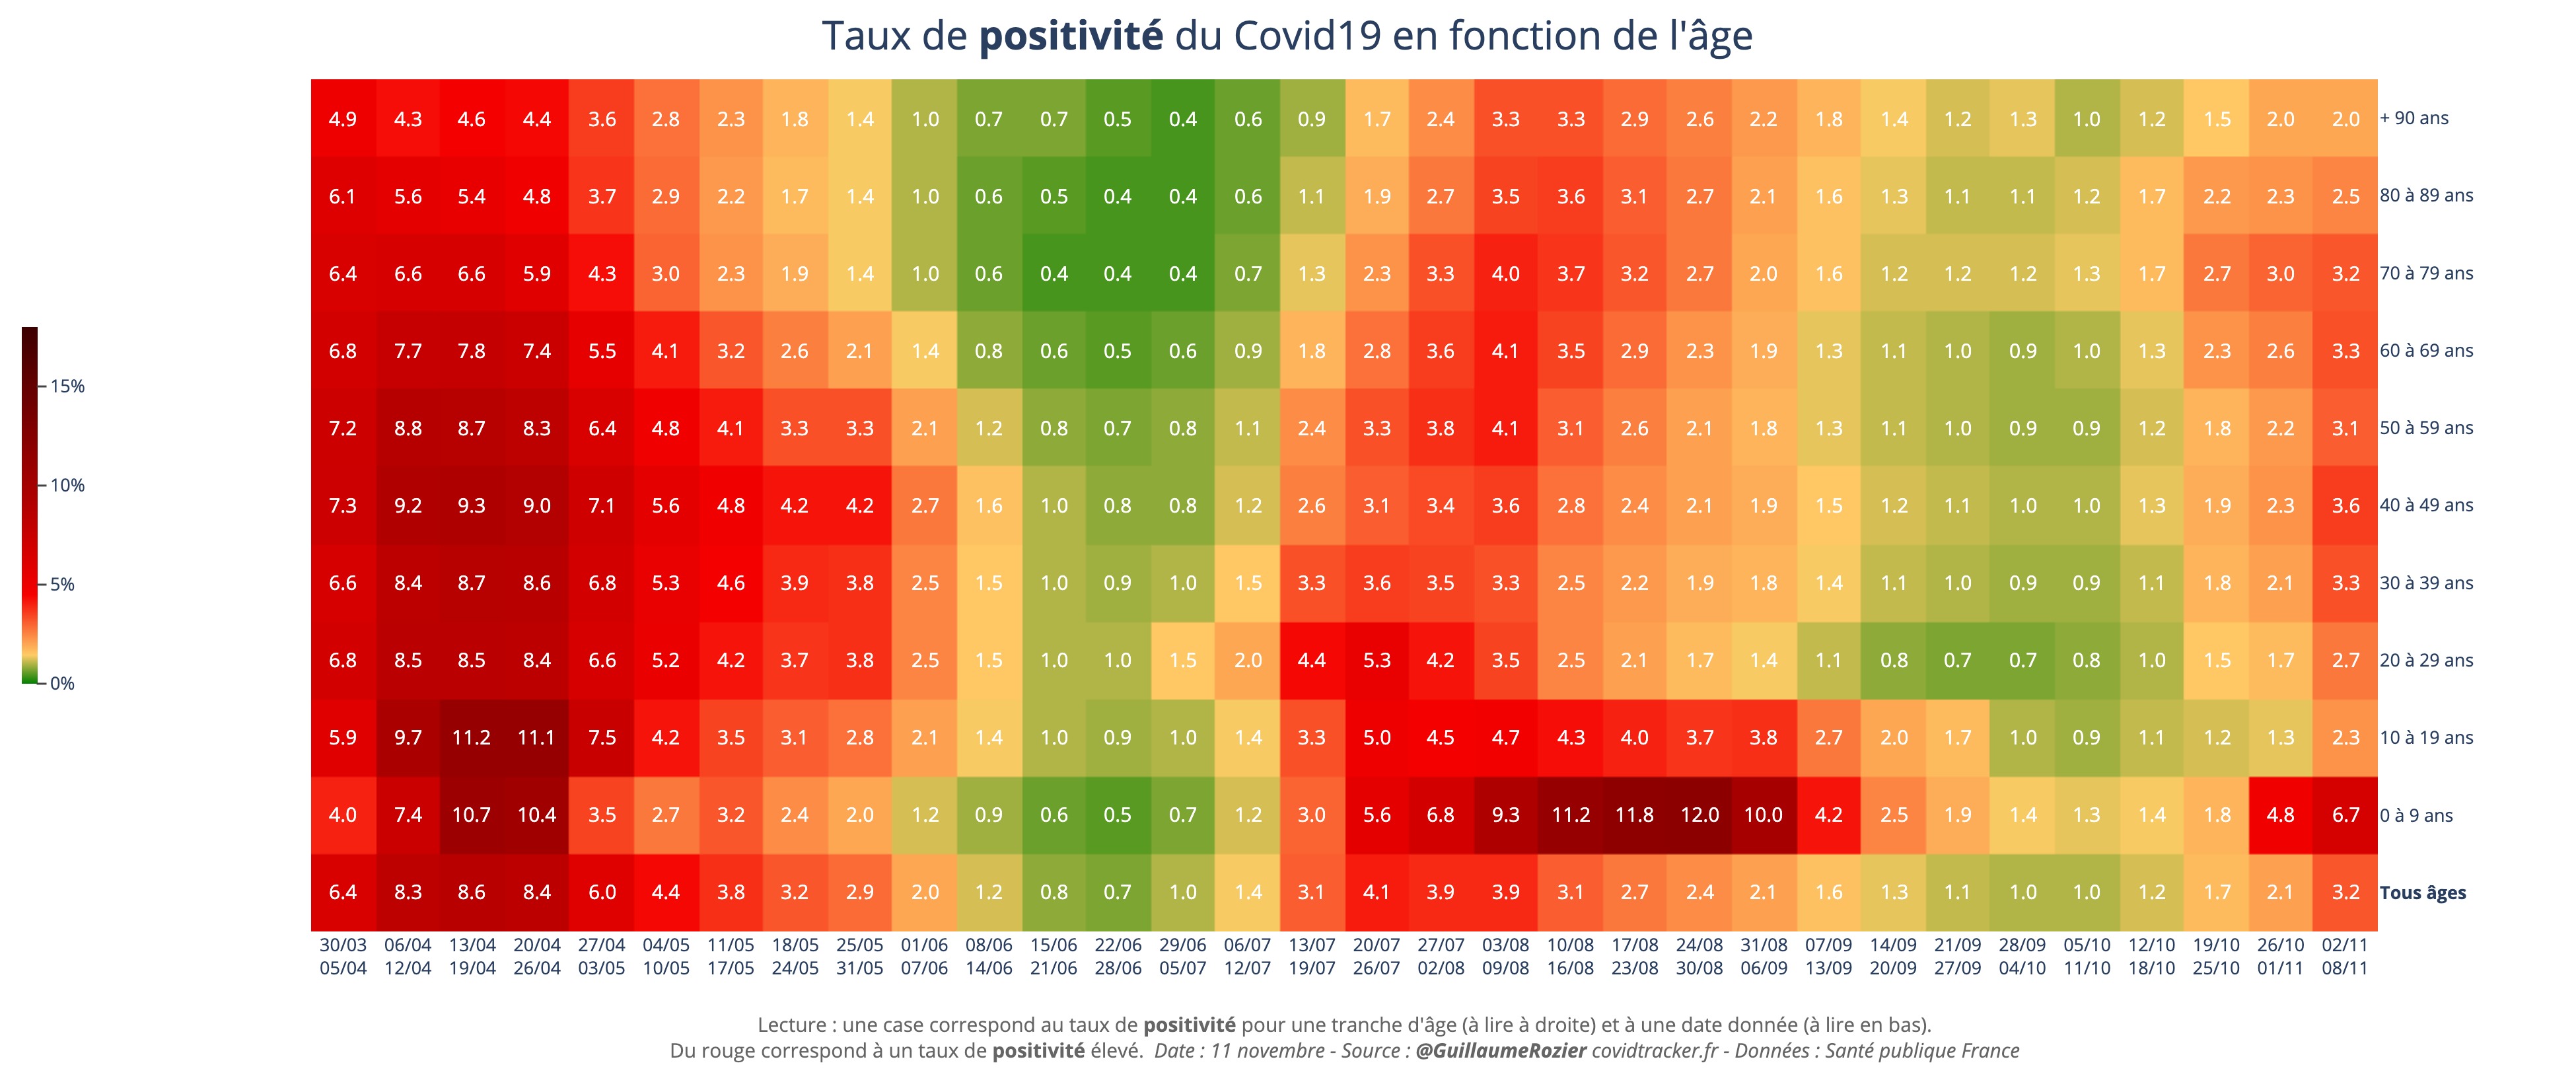 Taux de positivité du Covid19 en fonction de l'âge
4.9 4.3 4.6 4.4 3.6 2.8 2.3 1.8 1.4 1.0 0.7 0.7 0.5 0.4 0.6 0.9 1.7 2.4 3.3 3.3 2.9 2.6 2.2 1.8 1.4 1.2 1.3 1.0 1.2 1.5 2.0 2.0 + 90 ans
6.1 5.6 5.4 4.8 3.7 2.9 2.2 1.7 1.4 1.0 0.6 0.5 0.4 0.4 0.6 1.1 1.9 2.7 3.5 3.6 3.1 2.7 2.1 1.6 1.3 1.1 1.1 1.2 1.7 2.2 2.3 2.5 80 à 89 ans
6.4 6.6 6.6 5.9 4.3 3.0 2.3 1.9 1.4 1.0 0.6 0.4 0.4 0.4 0.7 1.3 2.3 3.3 4.0 3.7 3.2 2.7 2.0 1.6 1.2 1.2 1.2 1.3 1.7 2.7 3.0 3.2 70 à 79 ans
6.8 7.7 7.8 7.4 5.5 4.1 3.2 2.6 2.1 1.4 0.8 0.6 0.5 0.6 0.9 1.8 2.8 3.6 4.1 3.5 2.9 2.3 1.9 1.3 1.1 1.0 0.9 1.0 1.3 2.3 2.6 3.3 60 à 69 ans
15%
7.2 8.8 8.7 8.3 6.4 4.8 4.1 3.3 3.3 2.1 1.2 0.8 0.7 0.8 1.1 2.4 3.3 3.8 4.1 3.1 2.6 2.1 1.8 1.3 1.1 1.0 0.9 0.9 1.2 1.8 2.2 3.1 50 à 59 ans
10%
7.3 9.2 9.3 9.0 7.1 5.6 4.8 4.2 4.2 2.7 1.6 1.0 0.8 0.8 1.2 2.6 3.1 3.4 3.6 2.8 2.4 2.1 1.9 1.5 1.2 1.1 1.0 1.0 1.3 1.9 2.3 3.6 40 à 49 ans
5%
6.6 8.4 8.7 8.6 6.8 5.3 4.6 3.9 3.8 2.5 1.5 1.0 0.9 1.0 1.5 3.3 3.6 3.5 3.3 2.5 2.2 1.9 1.8 1.4 1.1 1.0 0.9 0.9 1.1 1.8 2.1 3.3 30 à 39 ans
6.8 8.5 8.5 8.4 6.6 5.2 4.2 3.7 3.8 2.5 1.5 1.0 1.0 1.5 2.0 4.4 5.3 4.2 3.5 2.5 2.1 1.7 1.4 1.1 0.8 0.7 0.7 0.8 1.0 1.5 1.7 2.7 20 à 29 ans
0%
5.9 9.7 11.2 11.1 7.5 4.2 3.5 3.1 2.8 2.1 1.4 1.0 0.9 1.0 1.4 3.3 5.0 4.5 4.7 4.3 4.0 3.7 3.8 2.7 2.0 1.7 1.0 0.9 1.1 1.2 1.3 2.3 10 à 19 ans
4.0 7.4 10.7 10.4 3.5 2.7 3.2 2.4 2.0 1.2 0.9 0.6 0.5 0.7 1.2 3.0 5.6 6.8 9.3 11.2 11.8 12.0 10.0 4.2 2.5 1.9 1.4 1.3 1.4 1.8 4.8 6.7 0 à 9 ans
6.4 8.3 8.6 8.4 6.0 4.4 3.8 3.2 2.9 2.0 1.2 0.8 0.7 1.0 1.4 3.1 4.1 3.9 3.9 3.1 2.7 2.4 2.1 1.6 1.3 1.1 1.0 1.0 1.2 1.7 2.1 3.2 Tous âges
30/03 06/04 13/04 20/04 27/04 04/05 11/05 18/05 25/05 01/06 08/06 15/06 22/06 29/06 06/07 13/07 20/07 27/07 03/08 10/08 17/08 24/08 31/08 07/09 14/09 21/09 28/09 05/10 12/10 19/10 26/10 02/11
05/04 12/04 19/04 26/04 03/05 10/05 17/05 24/05 31/05 07/06 14/06 21/06 28/06 05/07 12/07 19/07 26/07 02/08 09/08 16/08 23/08 30/08 06/09 13/09 20/09 27/09 04/10 11/10 18/10 25/10 01/11 08/11
Lecture : une case correspond au taux de positivité pour une tranche d'âge (à lire à droite) et à une date donnée (à lire en bas).
Du rouge correspond à un taux de positivité élevé. Date : 11 novembre - Source : @GuillaumeRozier covidtracker.fr - Données : Santé publique France